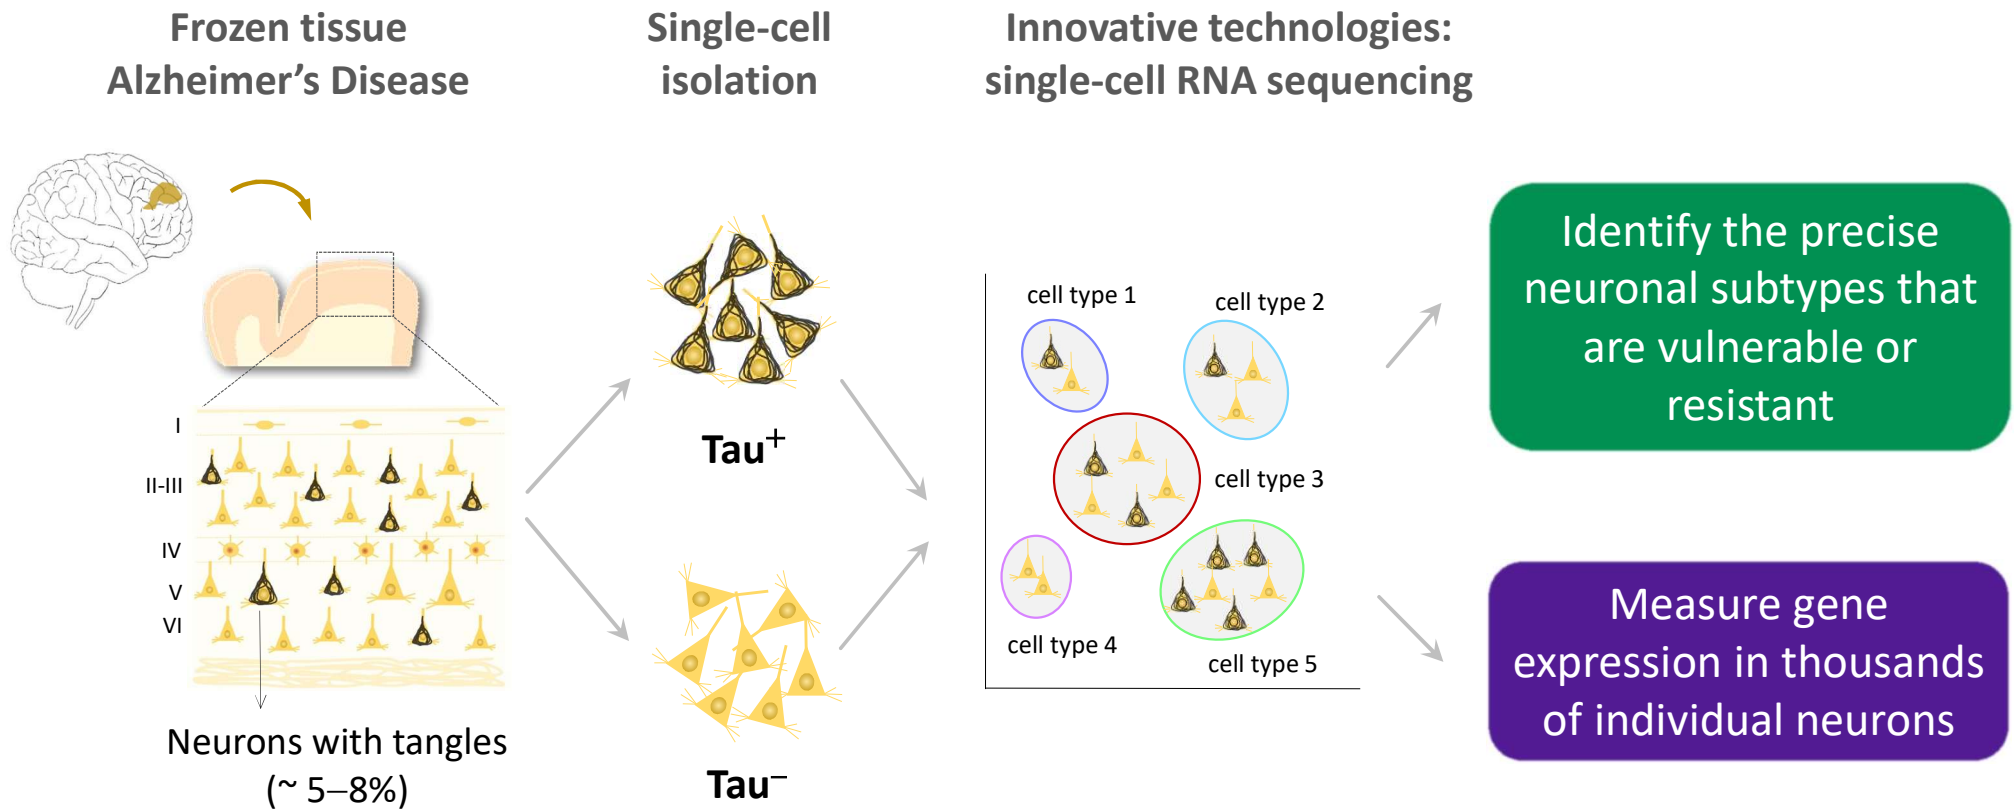 Frozen tissue
Alzheimer’s Disease
Single-cell
isolation
Innovative technologies:
single-cell RNA sequencing
I
II-III
IV
V
VI
Neurons with tangles
(~ 5–8%)
Tau+
Tau–
cell type 1
cell type 2
cell type 3
cell type 4
cell type 5
Identify the precise
neuronal subtypes that
are vulnerable or
resistant
Measure gene
expression in thousands
of individual neurons